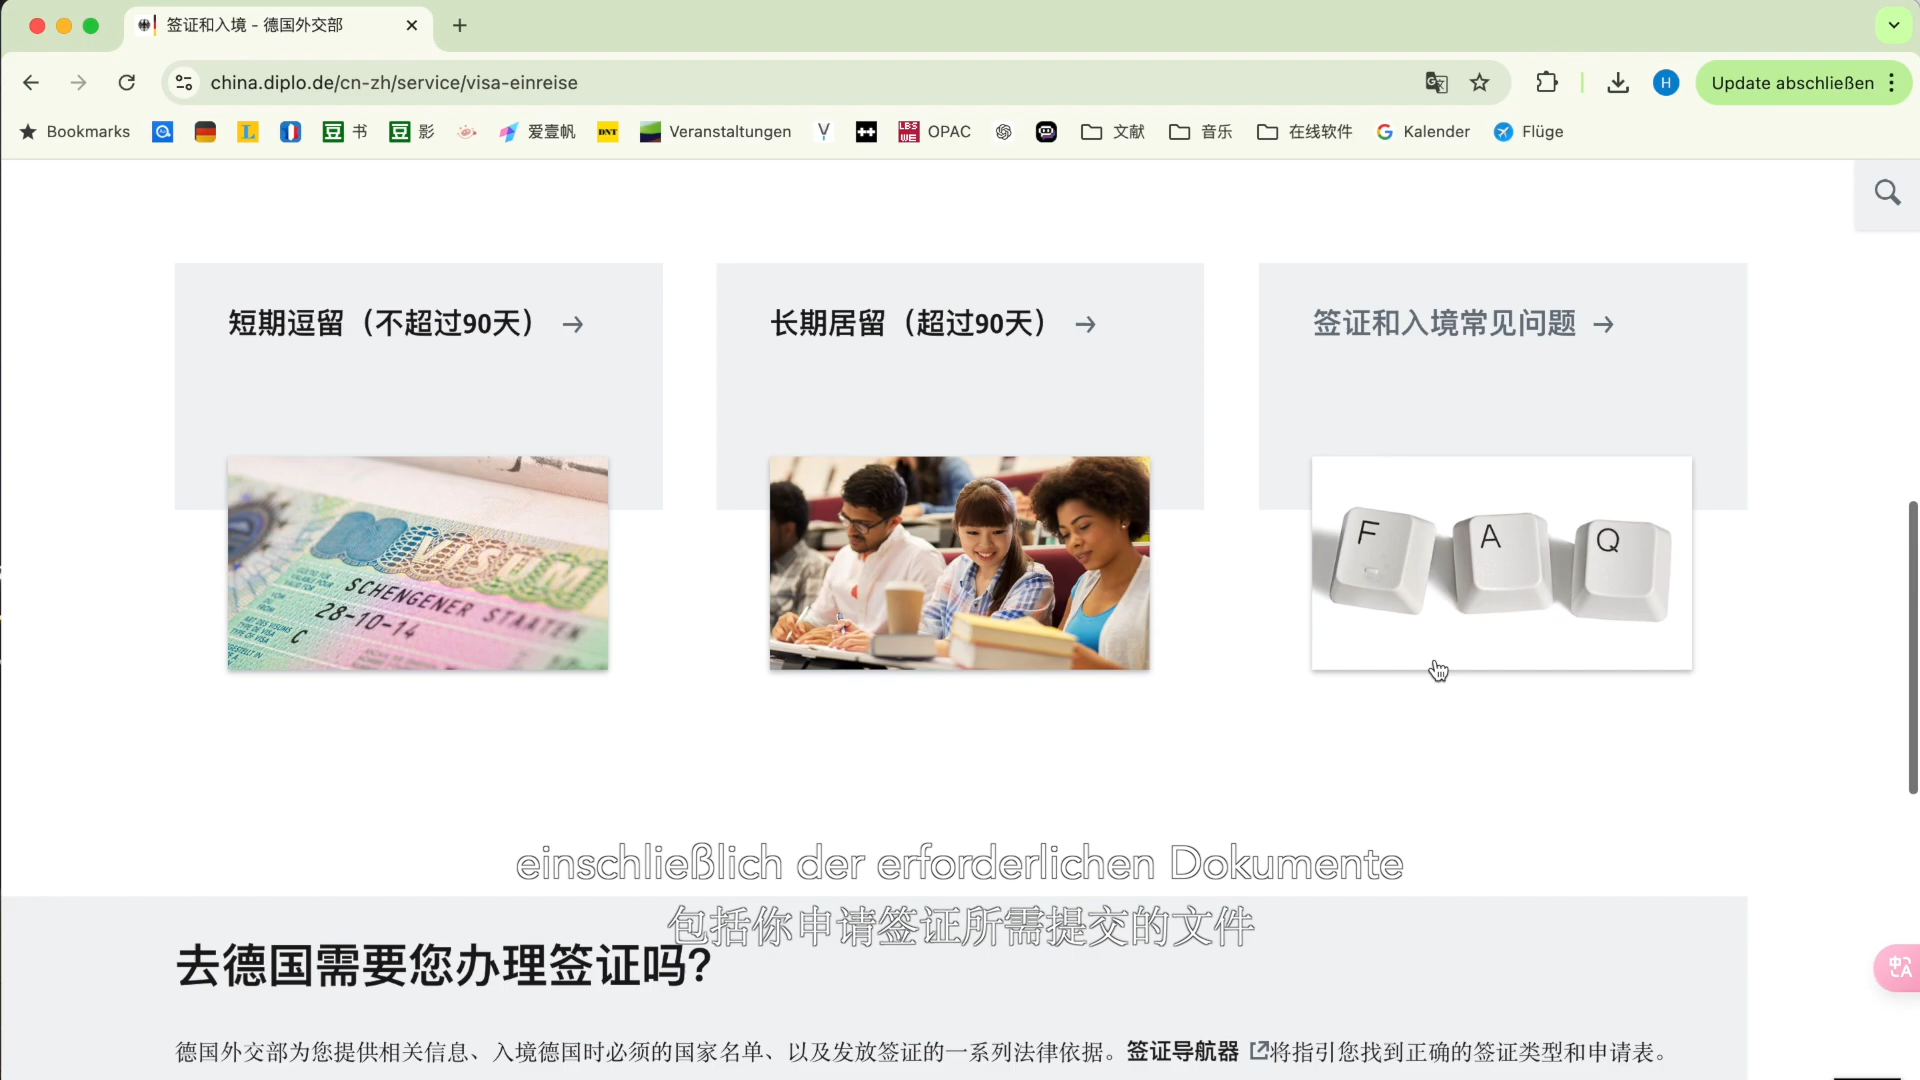 签证和入境 - 德国外交部
china.diplo.de/cn-zh/service/visa-einreise
H
Update abschließen
Bookmarks
L
豆 书
豆 影
爱壹帆
DNT
Veranstaltungen
V
LBS WE OPAC
文献
音乐
在线软件
G Kalender
Flüge
短期逗留（不超过90天） →
长期居留（超过90天） →
签证和入境常见问题 →
VISUM
SCHENGENER STAATEN
28-10-14
C
F A Q
einschließlich der erforderlichen Dokumente
包括你申请签证所需提交的文件
去德国需要您办理签证吗?
德国外交部为您提供相关信息、入境德国时必须的国家名单、以及发放签证的一系列法律依据。签证导航器 将指引您找到正确的签证类型和申请表。